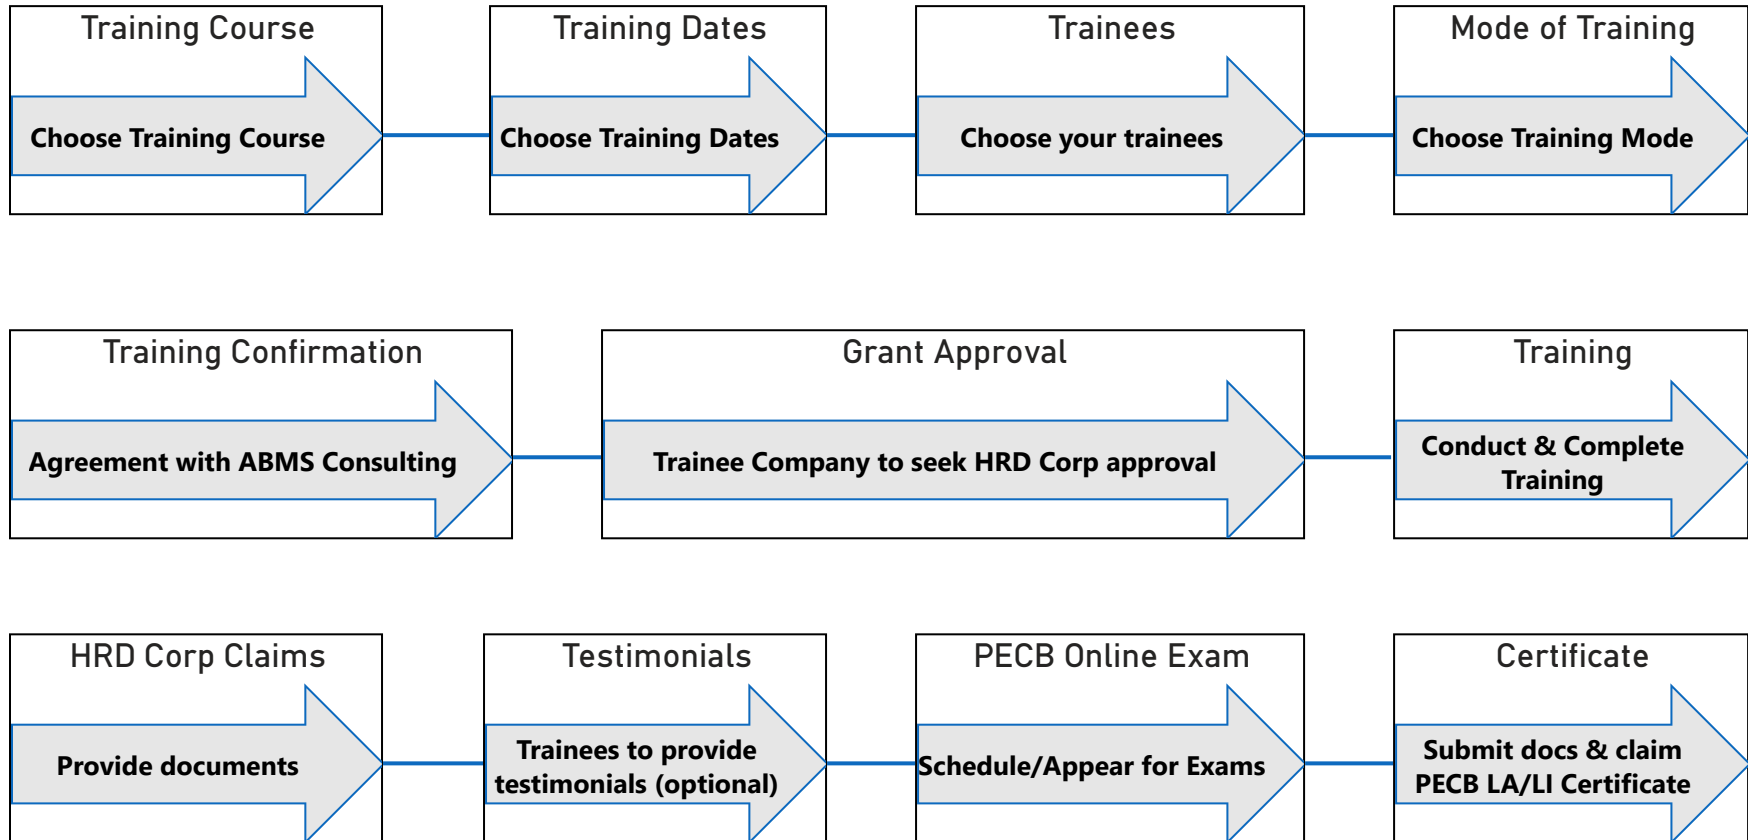 Training Course
Choose Training Course
Training Dates
Choose Training Dates
Trainees
Choose your trainees
Mode of Training
Choose Training Mode
Training Confirmation
Agreement with ABMS Consulting
Grant Approval
Trainee Company to seek HRD Corp approval
Training
Conduct & Complete
Training
HRD Corp Claims
Provide documents
Testimonials
Trainees to provide
testimonials (optional)
PECB Online Exam
Schedule/Appear for Exams
Certificate
Submit docs & claim
PECB LA/LI Certificate